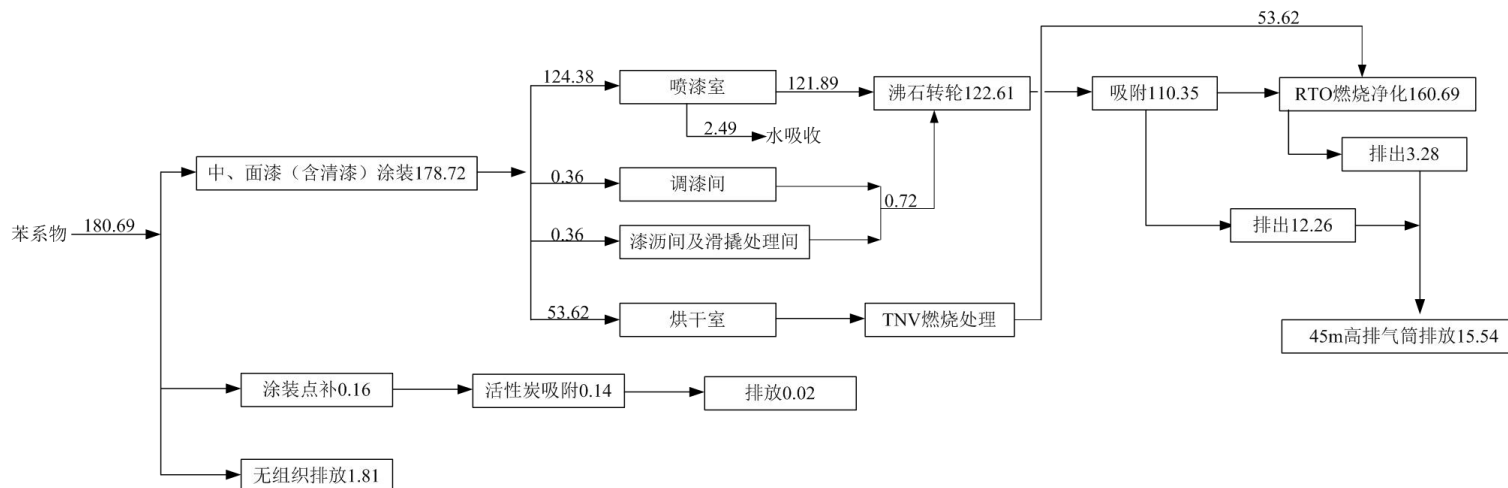 53.62
124.38
喷漆室
121.89
沸石转轮122.61
吸附110.35
RTO燃烧净化160.69
2.49
水吸收
排出3.28
中、面漆（含清漆）涂装178.72
0.36
调漆间
0.72
苯系物
180.69
0.36
漆沥间及滑撬处理间
排出12.26
53.62
烘干室
TNV燃烧处理
45m高排气筒排放15.54
涂装点补0.16
活性炭吸附0.14
排放0.02
无组织排放1.81